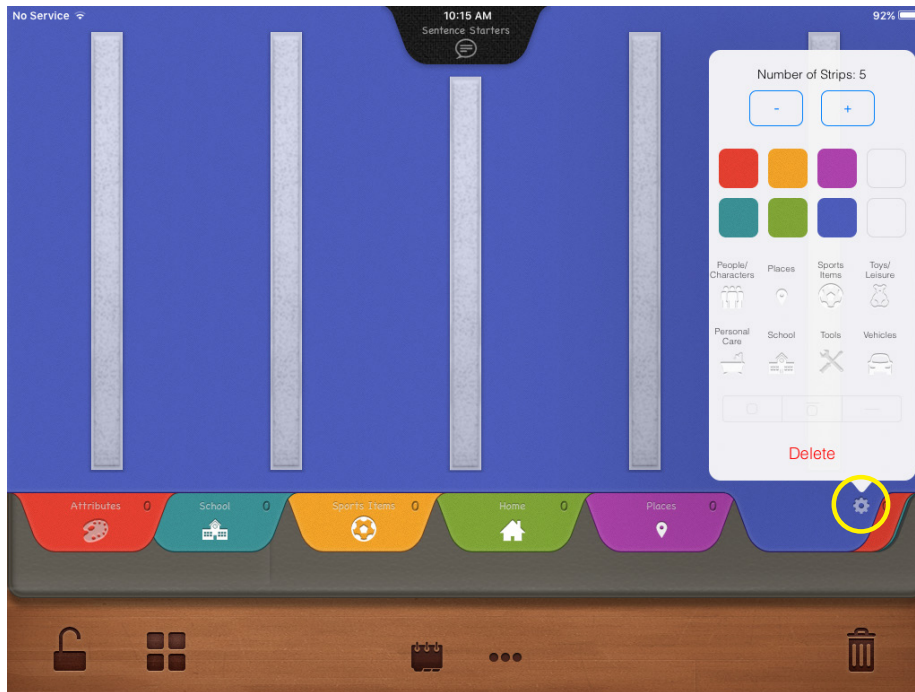 No Service
10:15 AM
92%
Sentence Starters
Number of Strips: 5
-
+
People/
Characters
Places
Sports
Items
Toys/
Leisure
Personal
Care
School
Tools
Vehicles
Delete
Attributes 0
School 0
Sports Items 0
Home 0
Places 0